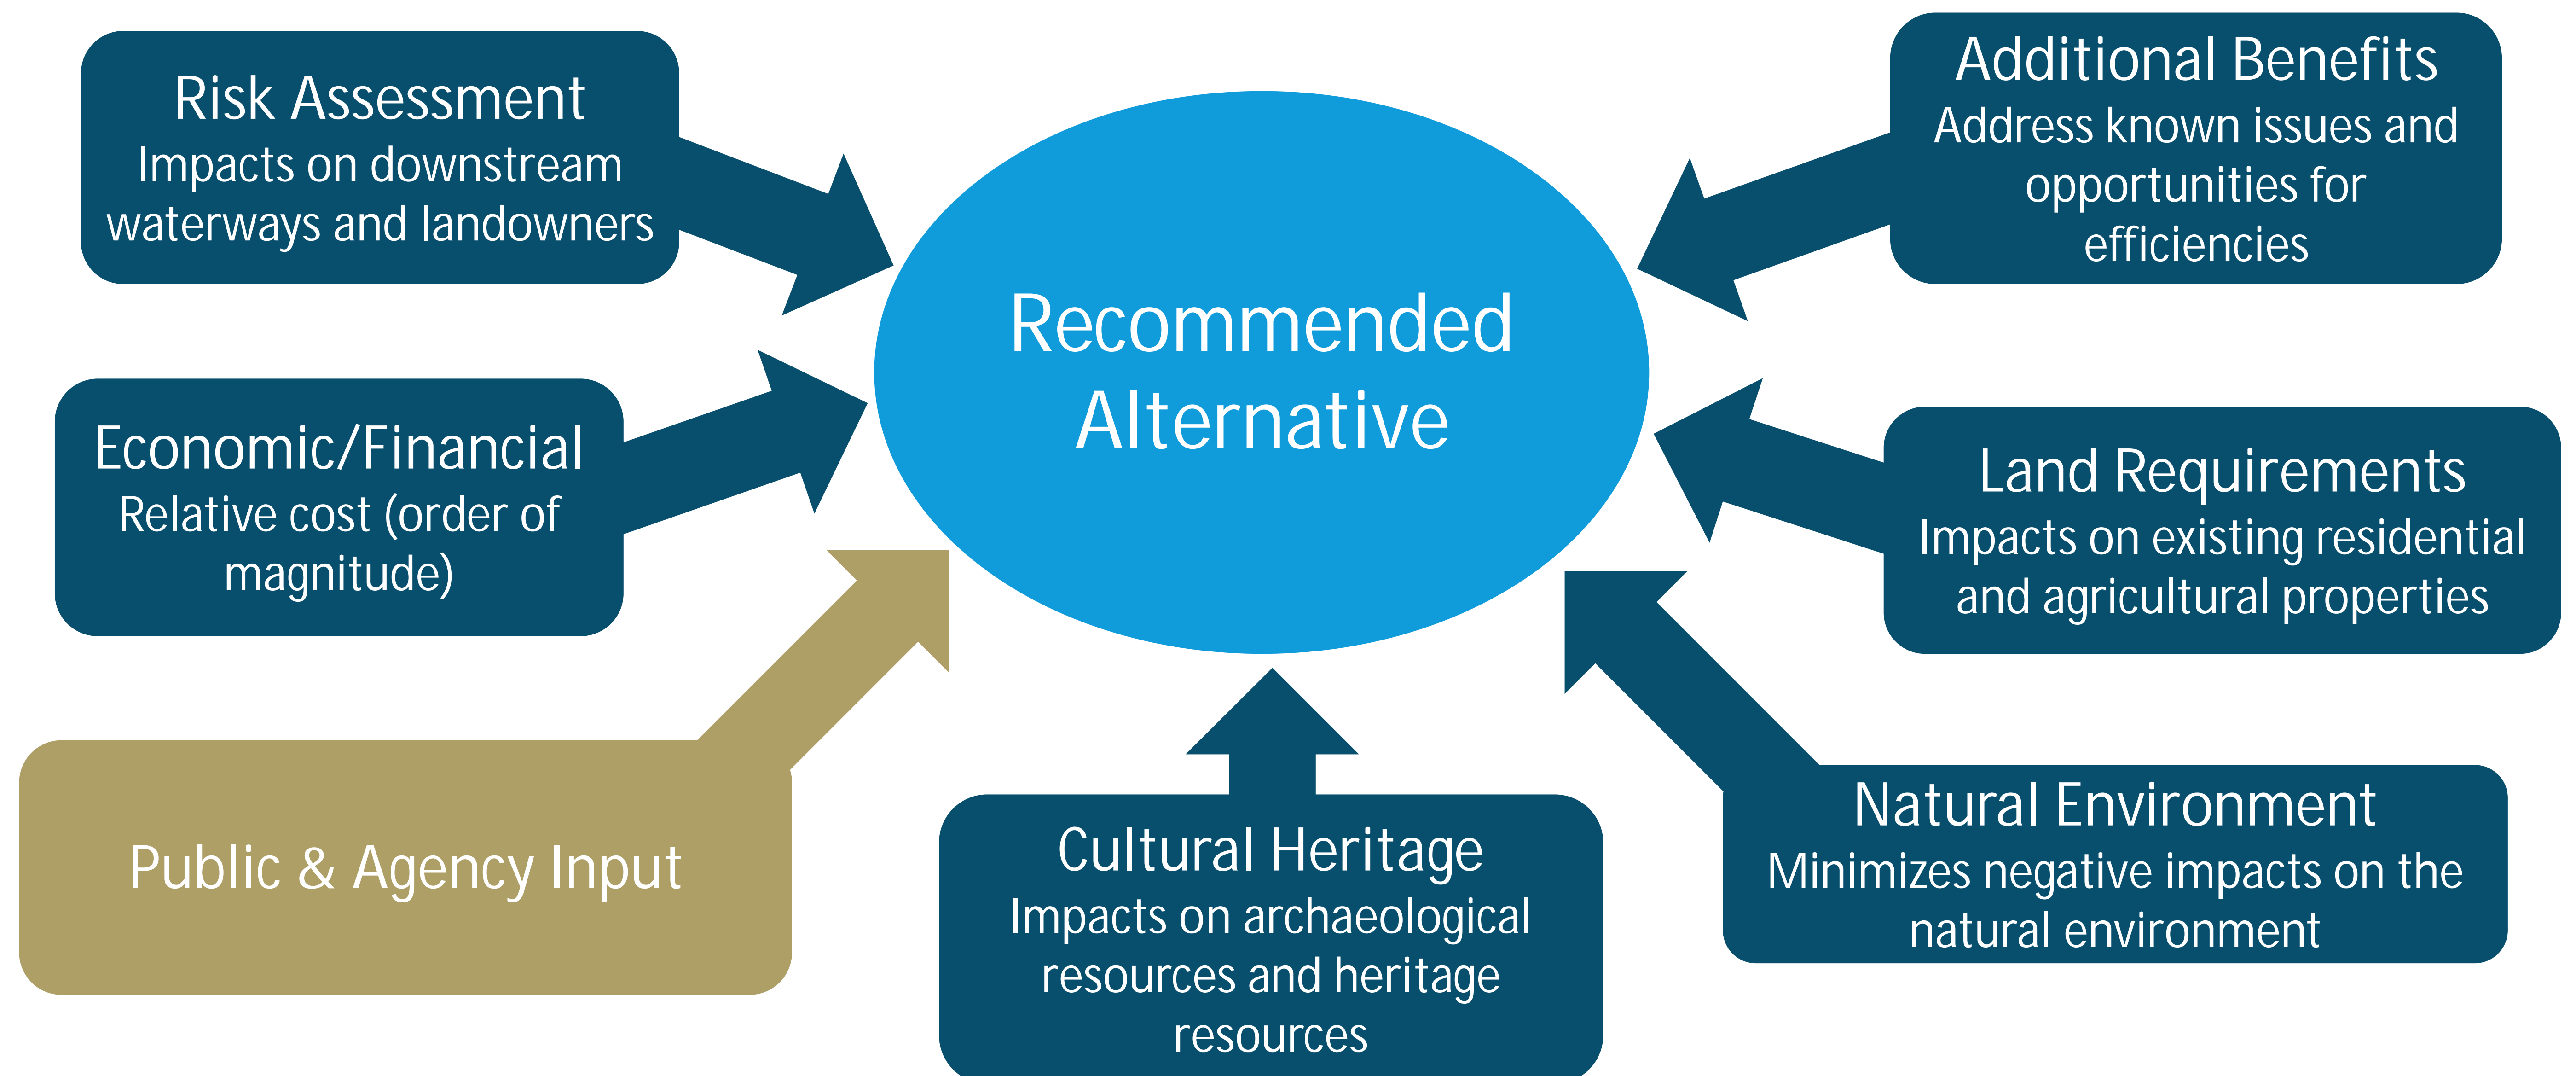 Risk Assessment
Impacts on downstream
waterways and landowners
Economic/Financial
Relative cost (order of
magnitude)
Public & Agency Input
Recommended
Alternative
Cultural Heritage
Impacts on archaeological
resources and heritage
resources
Additional Benefits
Address known issues and
opportunities for
efficiencies
Land Requirements
Impacts on existing residential
and agricultural properties
Natural Environment
Minimizes negative impacts on the
natural environment